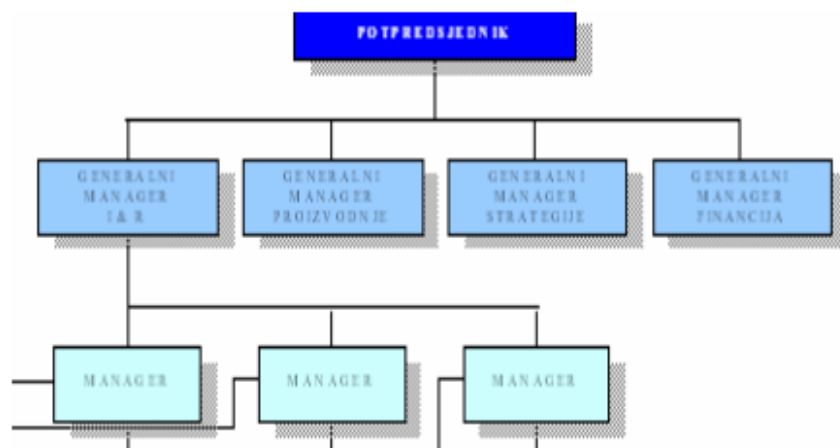 POTPREDSJEDNIK
GENERALNI
MANAGER
I & R
GENERALNI
MANAGER
PROIZVODNJE
GENERALNI
MANAGER
STRATEGIJE
GENERALNI
MANAGER
FINANCIJA
MANAGER
MANAGER
MANAGER